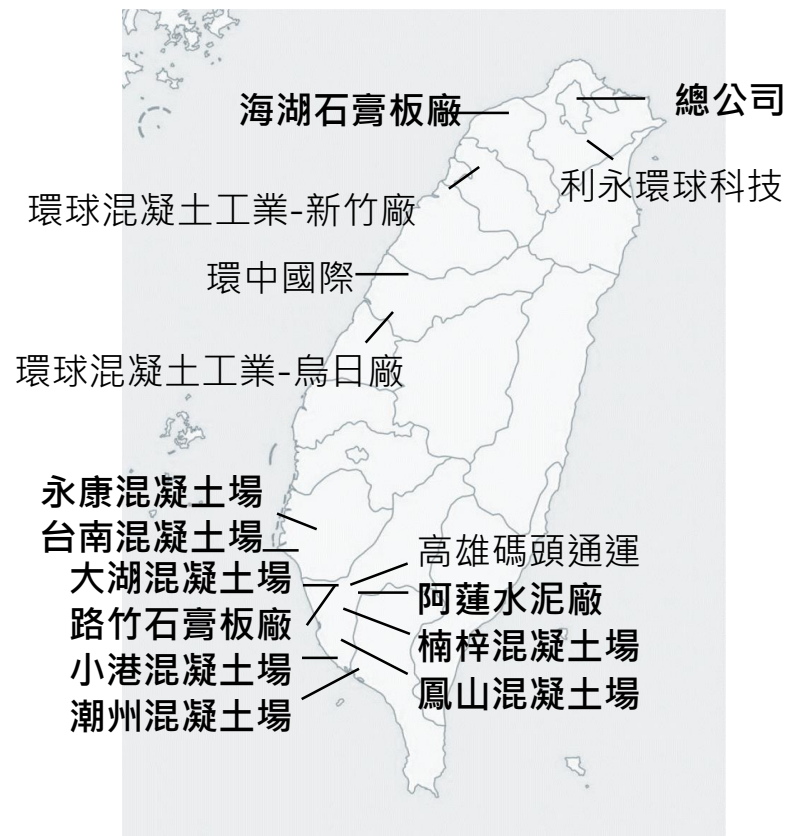 海湖石膏板廠
總公司
利永環球科技
環球混凝土工業-新竹廠
環中國際
環球混凝土工業-烏日廠
永康混凝土場
台南混凝土場
大湖混凝土場
路竹石膏板廠
小港混凝土場
潮州混凝土場
高雄碼頭通運
阿蓮水泥廠
楠梓混凝土場
鳳山混凝土場